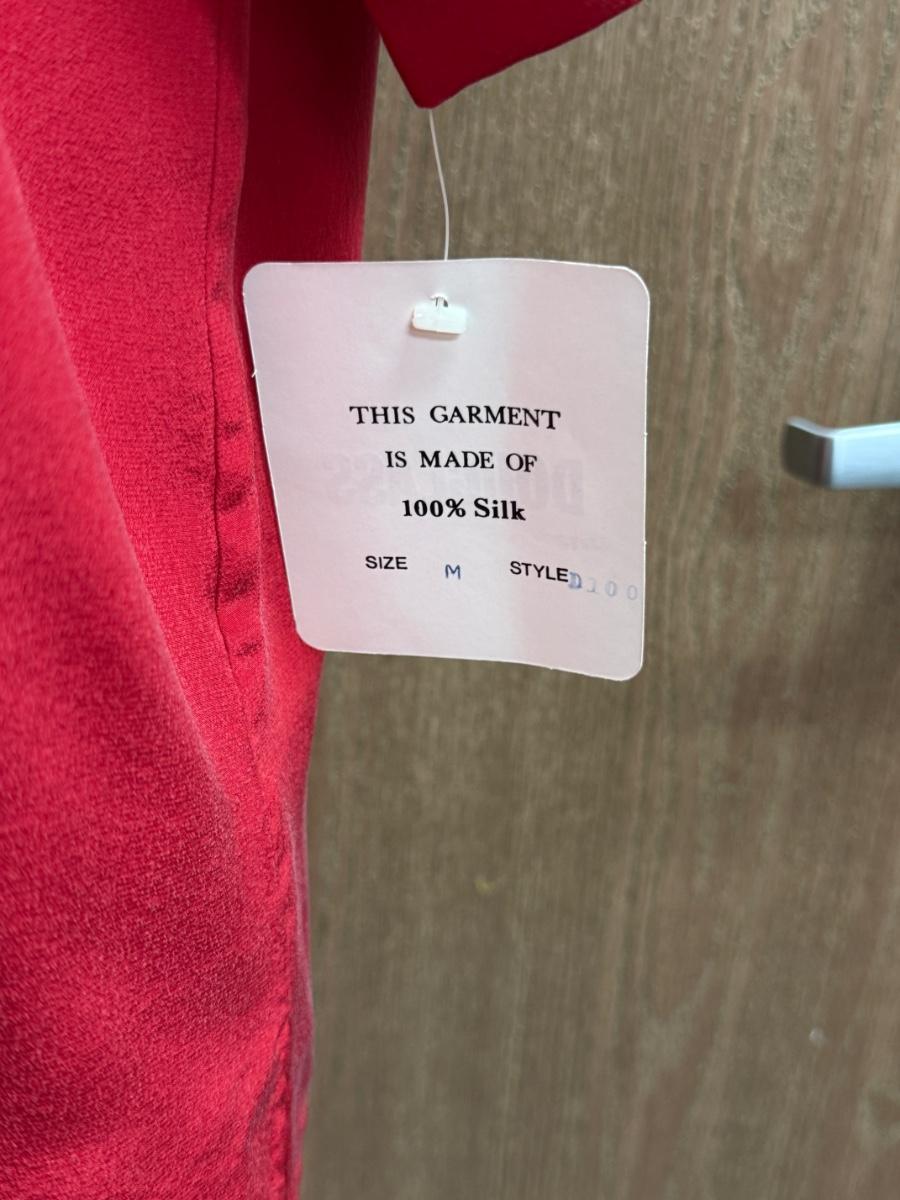 THIS GARMENT
IS MADE OF
100% Silk
SIZE M STYLE D100